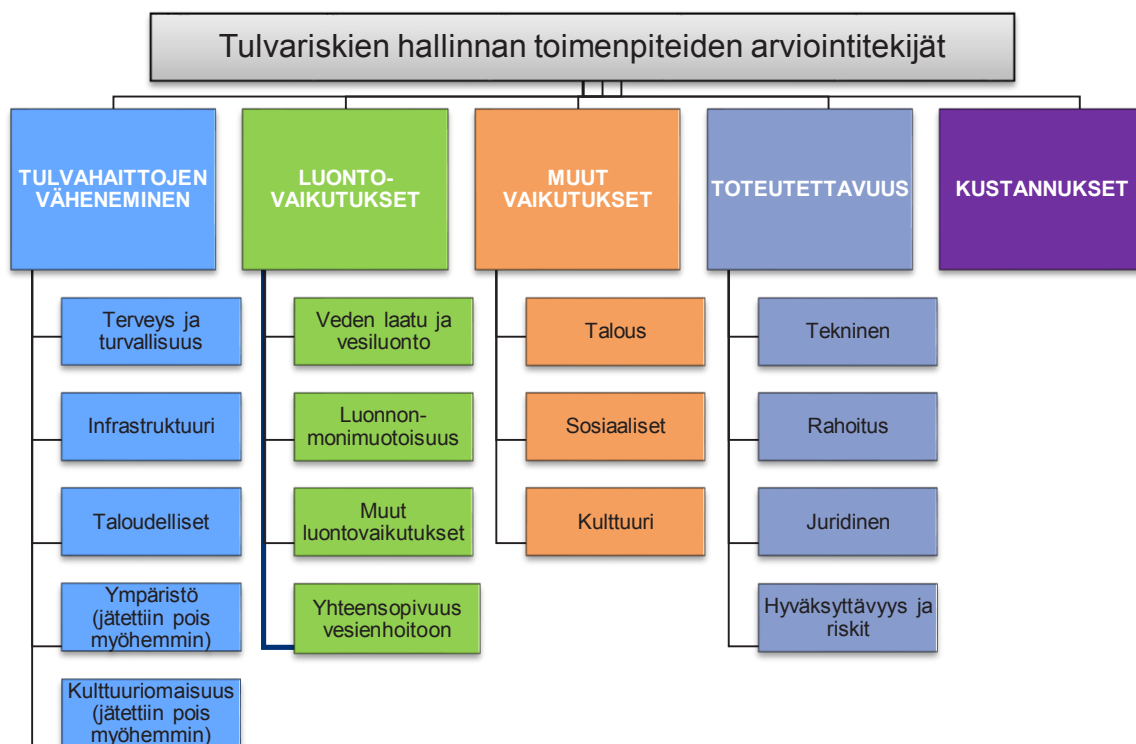 Tulvariskien hallinnan toimenpiteiden arviointitekijät
TULVAHAITTOJEN
VÄHENEMINEN
LUONTO-
VAIKUTUKSET
MUUT
VAIKUTUKSET
TOTEUTETTAVUUS
KUSTANNUKSET
Terveys ja
turvallisuus
Infrastruktuuri
Taloudelliset
Ympäristö
(jätettiin pois
myöhemmin)
Kulttuuriomaisuus
(jätettiin pois
myöhemmin)
Veden laatu ja
vesiluonto
Luonnon-
monimuotoisuus
Muut
luontovaikutukset
Yhteensopivuus
vesienhoitoon
Talous
Sosiaaliset
Kulttuuri
Tekninen
Rahoitus
Juridinen
Hyväksyttävyys ja
riskit